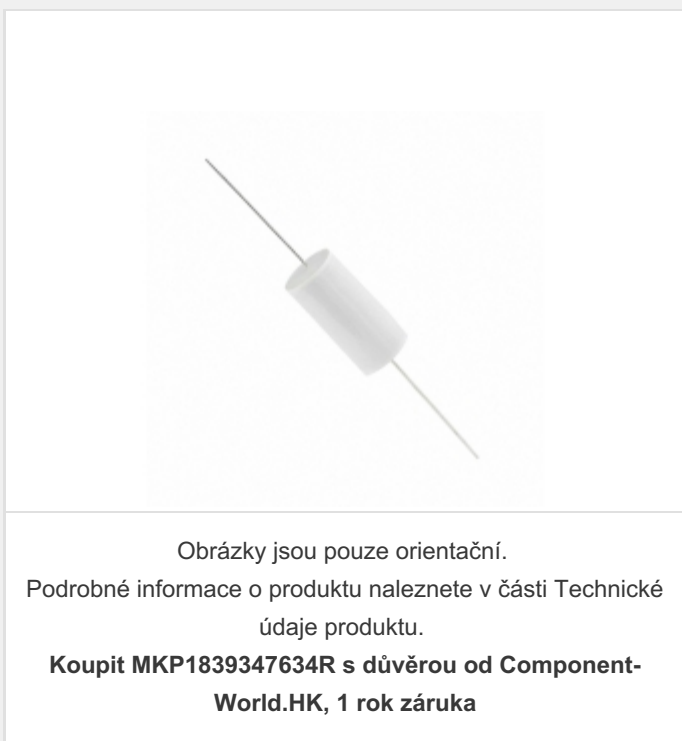 Obrázky jsou pouze orientační.
Podrobné informace o produktu naleznete v části Technické
údaje produktu.
Koupit MKP1839347634R s důvěrou od Component-
World.HK, 1 rok záruka